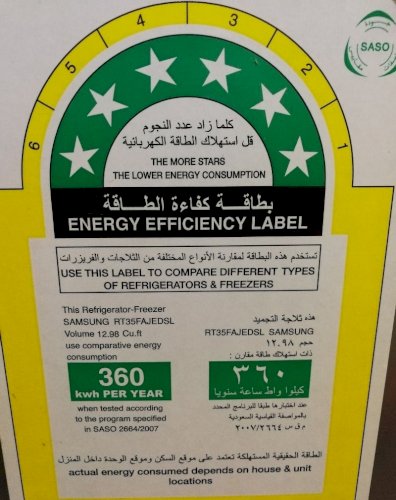 SASO
1 2 3 4 5 6
كلما زاد عدد النجوم
قل استهلاك الطاقة الكهربائية
THE MORE STARS
THE LOWER ENERGY CONSUMPTION
بطاقة كفاءة الطاقة
ENERGY EFFICIENCY LABEL
تستخدم هذه البطاقة لمقارنة الأنواع المختلفة من الثلاجات والفريزرات
USE THIS LABEL TO COMPARE DIFFERENT TYPES
OF REFRIGERATORS & FREEZERS
This Refrigerator-Freezer
SAMSUNG RT35FAJEDSL
Volume 12.98 Cu.ft
use comparative energy
consumption
360
kwh PER YEAR
when tested according
to the program specified
in SASO 2664/2007
هذه ثلاجة التجميد
RT35FAJEDSL SAMSUNG
حجم ١٢.٩٨
ذات استهلاك طاقة مقارن :
٣٦٠
كيلوا واط ساعة سنويا
عند اختبارها طبقا للبرنامج المحدد
بالمواصفة القياسية السعودية
م ق س ٢٠٠٧/٢٦٦٤
الطاقة الحقيقية المستهلكة تعتمد على موقع السكن وموقع الوحدة داخل المنزل
actual energy consumed depends on house & unit
locations